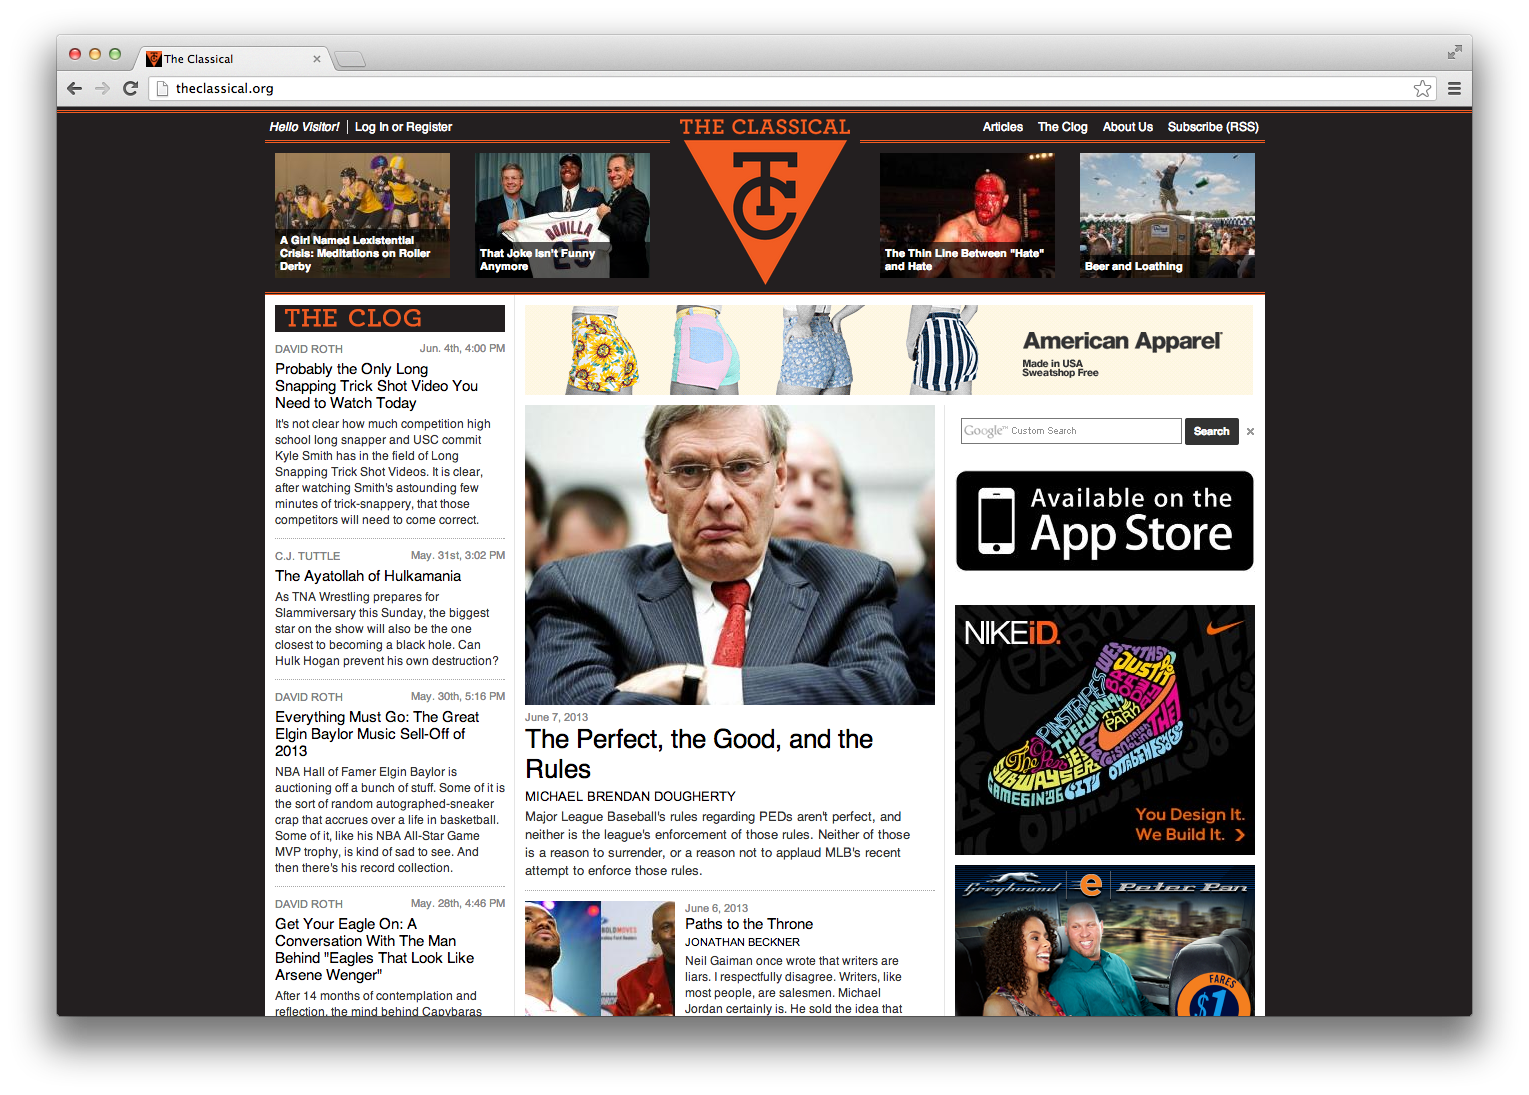 The Classical
theclassical.org
Hello Visitor! | Log In or Register
THE CLASSICAL
Articles The Clog About Us Subscribe (RSS)
TC
A Girl Named Lexistential
Crisis: Meditations on Roller
Derby
BONILLA
25
That Joke Isn't Funny
Anymore
The Thin Line Between "Hate"
and Hate
Beer and Loathing
THE CLOG
DAVID ROTH Jun. 4th, 4:00 PM
Probably the Only Long
Snapping Trick Shot Video You
Need to Watch Today
It's not clear how much competition high
school long snapper and USC commit
Kyle Smith has in the field of Long
Snapping Trick Shot Videos. It is clear,
after watching Smith's astounding few
minutes of trick-snappery, that those
competitors will need to come correct.
C.J. TUTTLE May. 31st, 3:02 PM
The Ayatollah of Hulkamania
As TNA Wrestling prepares for
Slammiversary this Sunday, the biggest
star on the show will also be the one
closest to becoming a black hole. Can
Hulk Hogan prevent his own destruction?
DAVID ROTH May. 30th, 5:16 PM
Everything Must Go: The Great
Elgin Baylor Music Sell-Off of
2013
NBA Hall of Famer Elgin Baylor is
auctioning off a bunch of stuff. Some of it is
the sort of random autographed-sneaker
crap that accrues over a life in basketball.
Some of it, like his NBA All-Star Game
MVP trophy, is kind of sad to see. And
then there's his record collection.
DAVID ROTH May. 28th, 4:46 PM
Get Your Eagle On: A
Conversation With The Man
Behind "Eagles That Look Like
Arsene Wenger"
After 14 months of contemplation and
reflection, the mind behind Capybaras
American Apparel
Made in USA
Sweatshop Free
June 7, 2013
The Perfect, the Good, and the
Rules
MICHAEL BRENDAN DOUGHERTY
Major League Baseball's rules regarding PEDs aren't perfect, and
neither is the league's enforcement of those rules. Neither of those
is a reason to surrender, or a reason not to applaud MLB's recent
attempt to enforce those rules.
BOLDMOVES
June 6, 2013
Paths to the Throne
JONATHAN BECKNER
Neil Gaiman once wrote that writers are
liars. I respectfully disagree. Writers, like
most people, are salesmen. Michael
Jordan certainly is. He sold the idea that
Google™ Custom Search
Search
Available on the
App Store
NIKEiD.
JUST
THE
PARK
PINSTRIPES
SUBWAY SERIES
GAME6IN'86
CITY
You Design It.
We Build It.
Greyhound e Peter Pan
FARES
$1